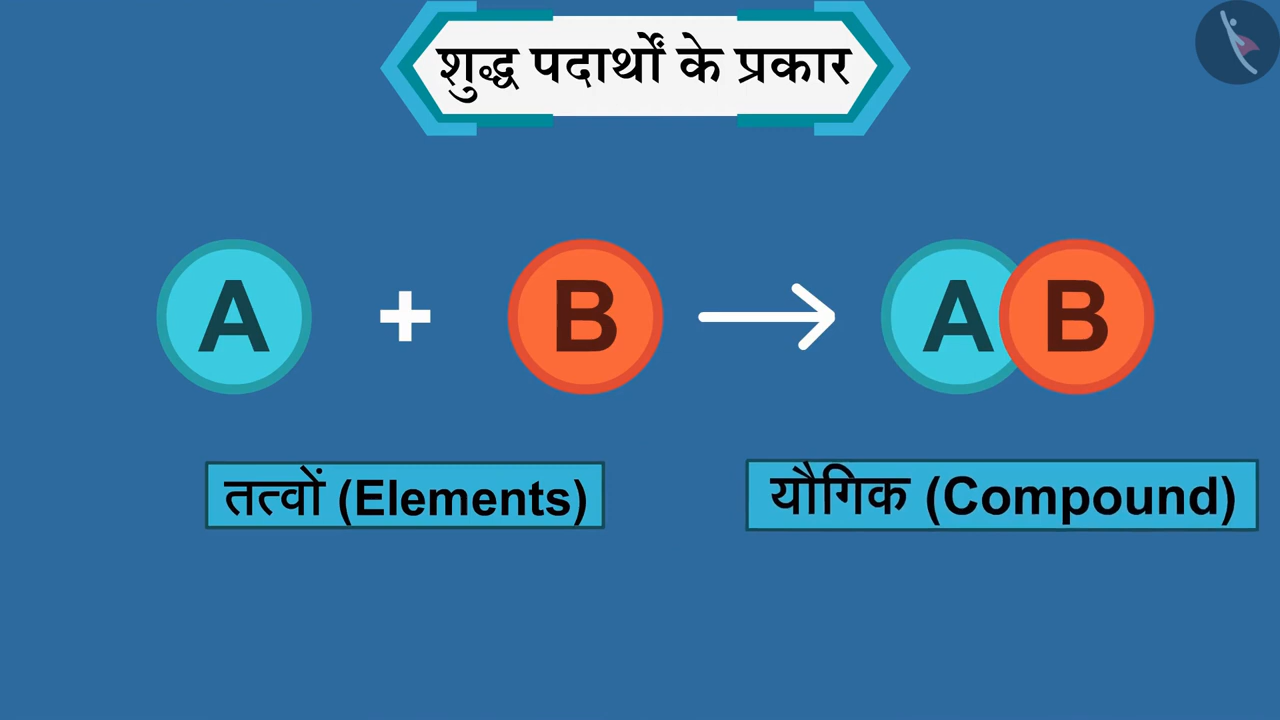 शुद्ध पदार्थों के प्रकार
A + B → A B
तत्वों (Elements)
यौगिक (Compound)